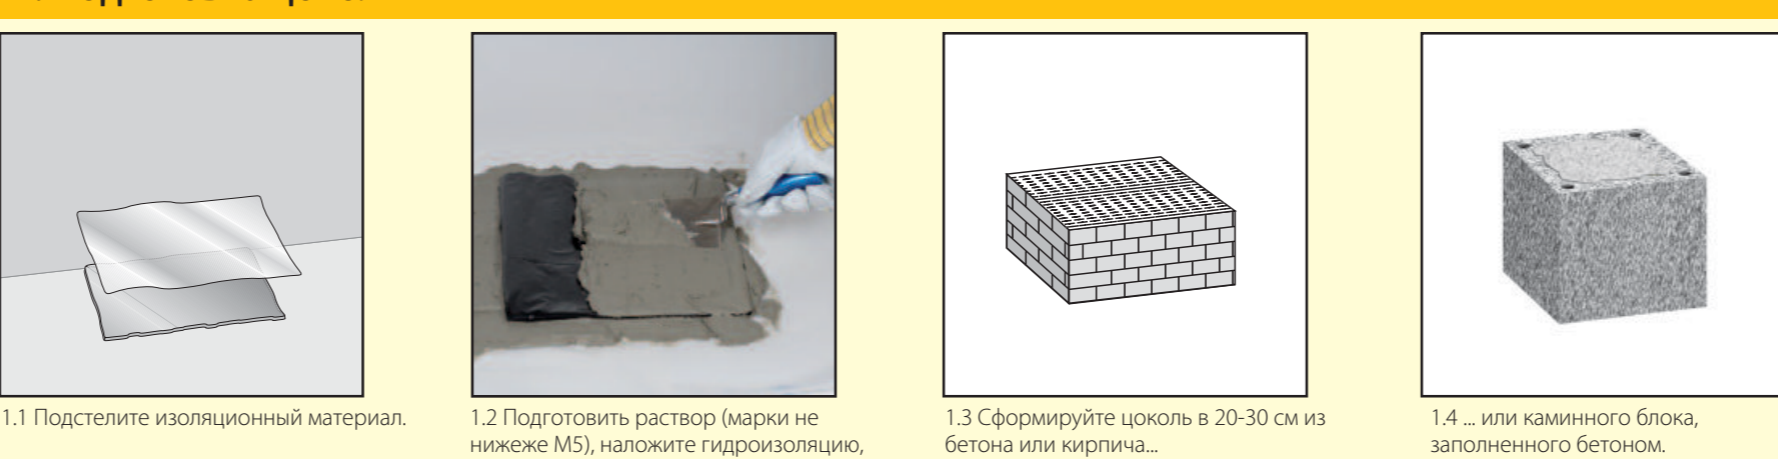 1.1 Подстелите изоляционный материал.
1.2 Подготовить раствор (марки не
нижеже М5), наложите гидроизоляцию,
1.3 Сформируйте цоколь в 20-30 см из
бетона или кирпича...
1.4 ... или каминного блока,
заполненного бетоном.